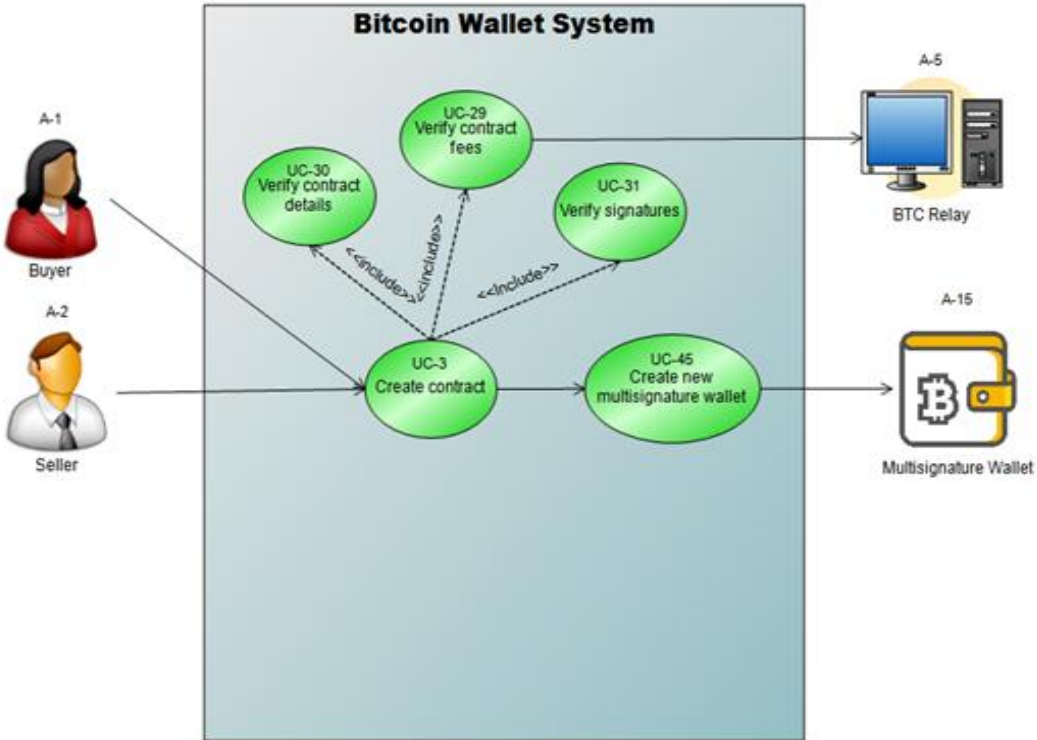 Bitcoin Wallet System
A-1
Buyer
A-2
Seller
UC-30
Verify contract
details
UC-29
Verify contract
fees
UC-31
Verify signatures
<<include>>
<<include>>
<<Include>>
UC-3
Create contract
UC-45
Create new
multisignature wallet
A-5
BTC Relay
A-15
Multisignature Wallet